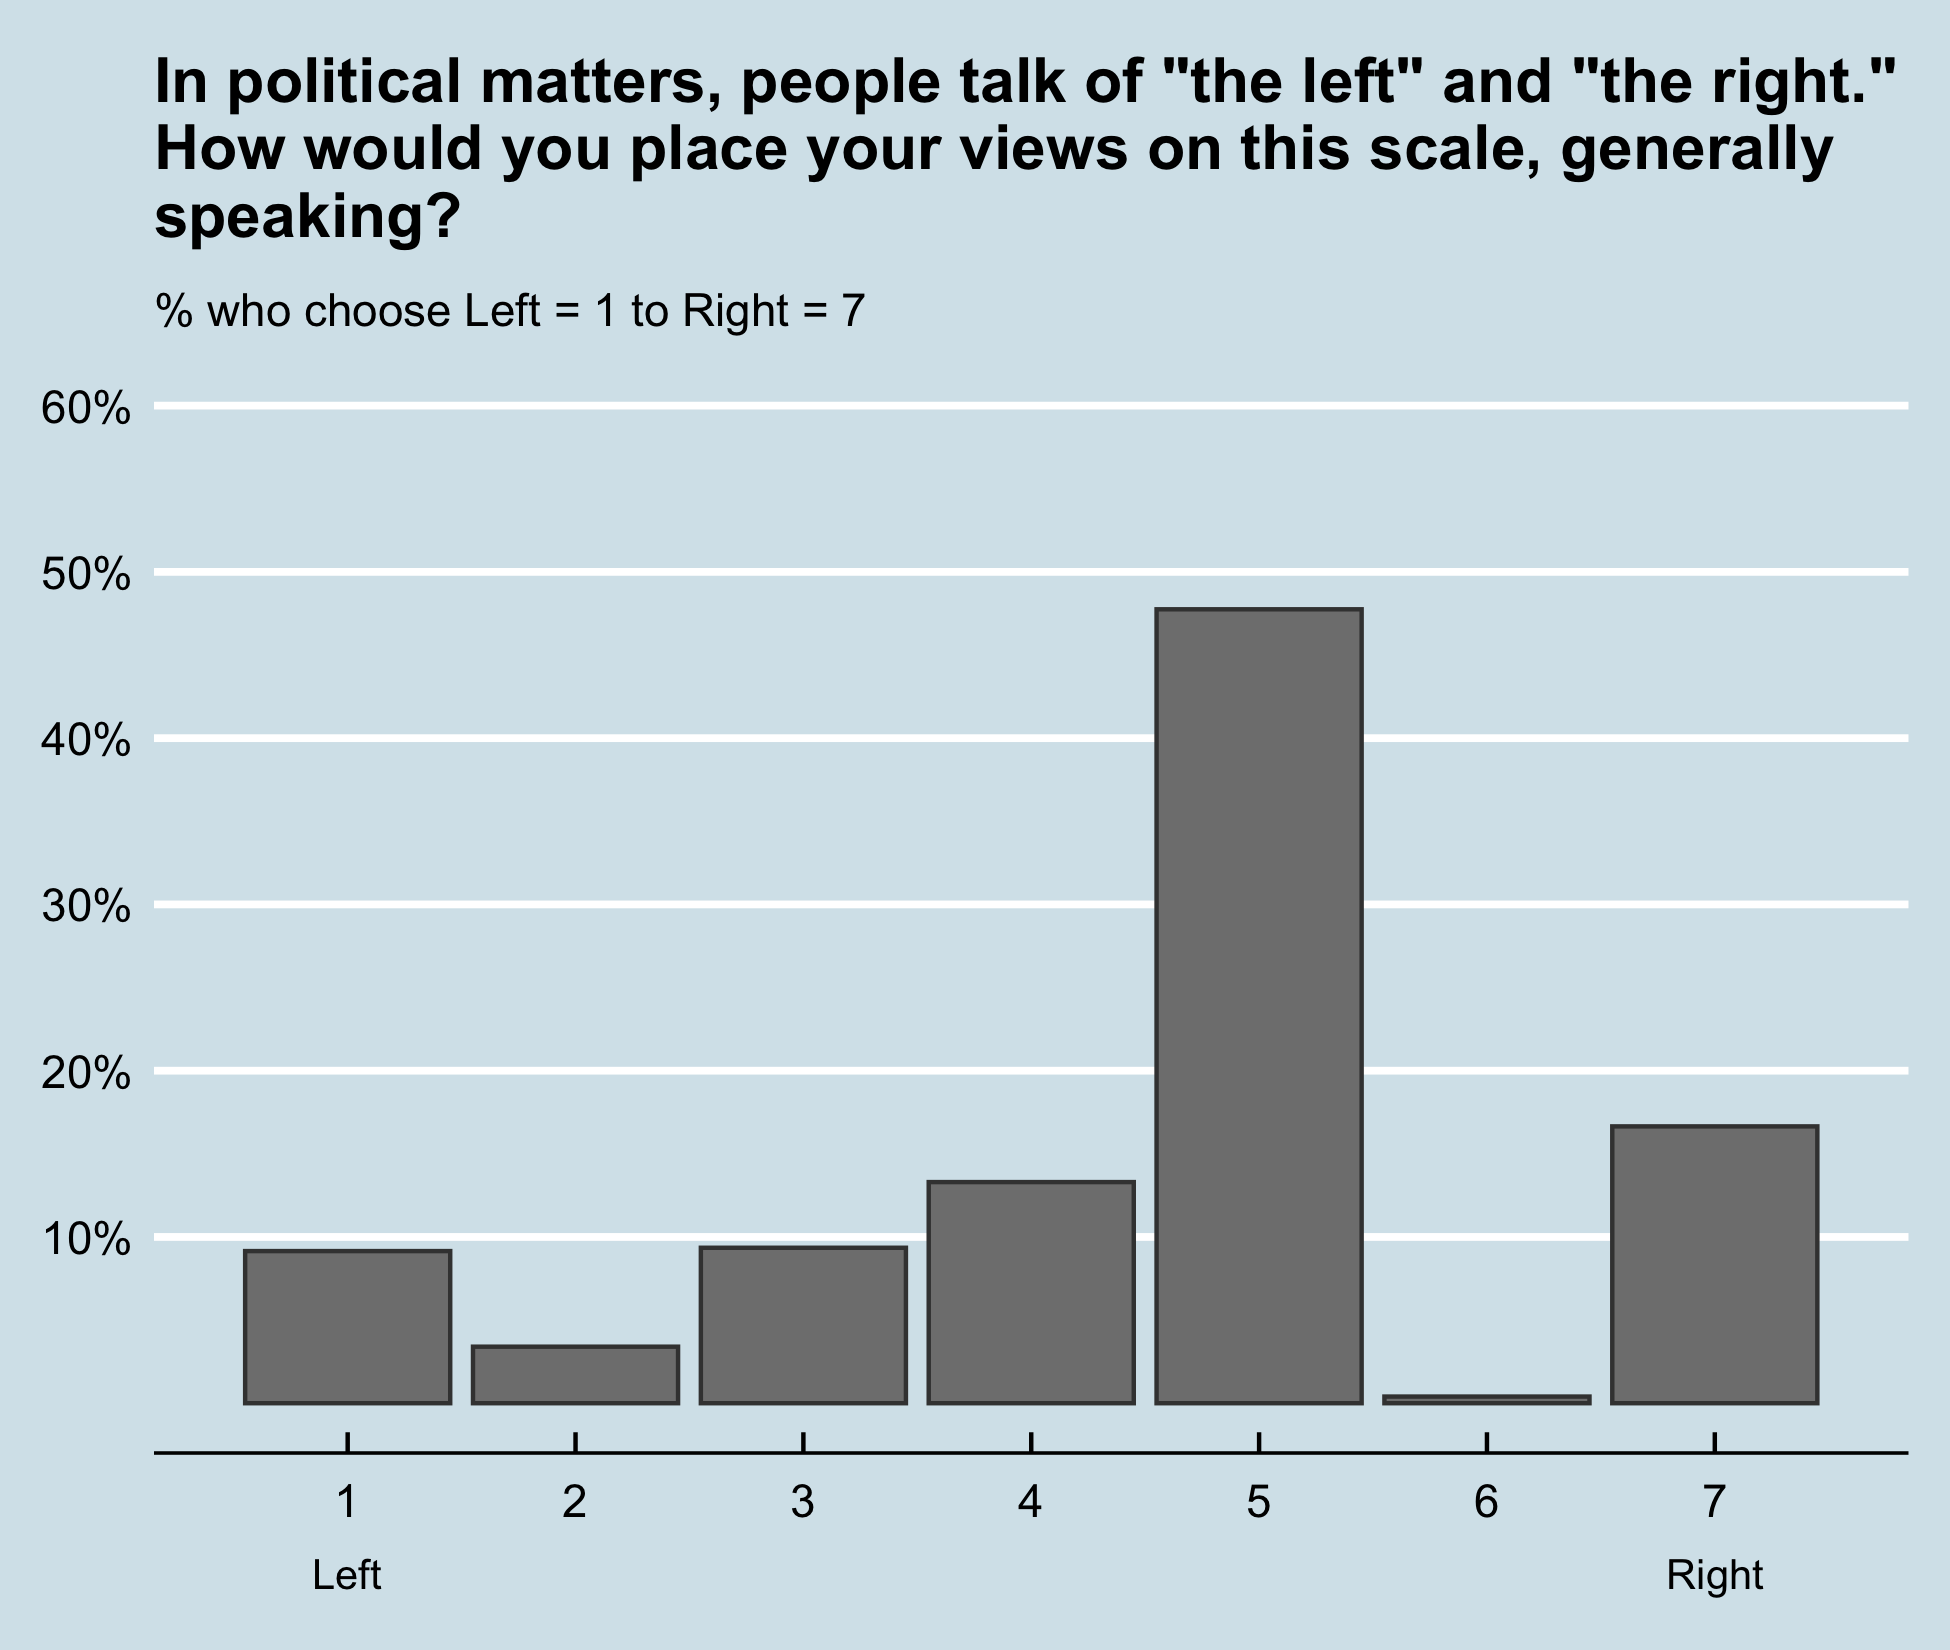 In political matters, people talk of "the left" and "the right."
How would you place your views on this scale, generally
speaking?
% who choose Left = 1 to Right = 7
60%
50%
40%
30%
20%
10%
1 2 3 4 5 6 7
Left Right